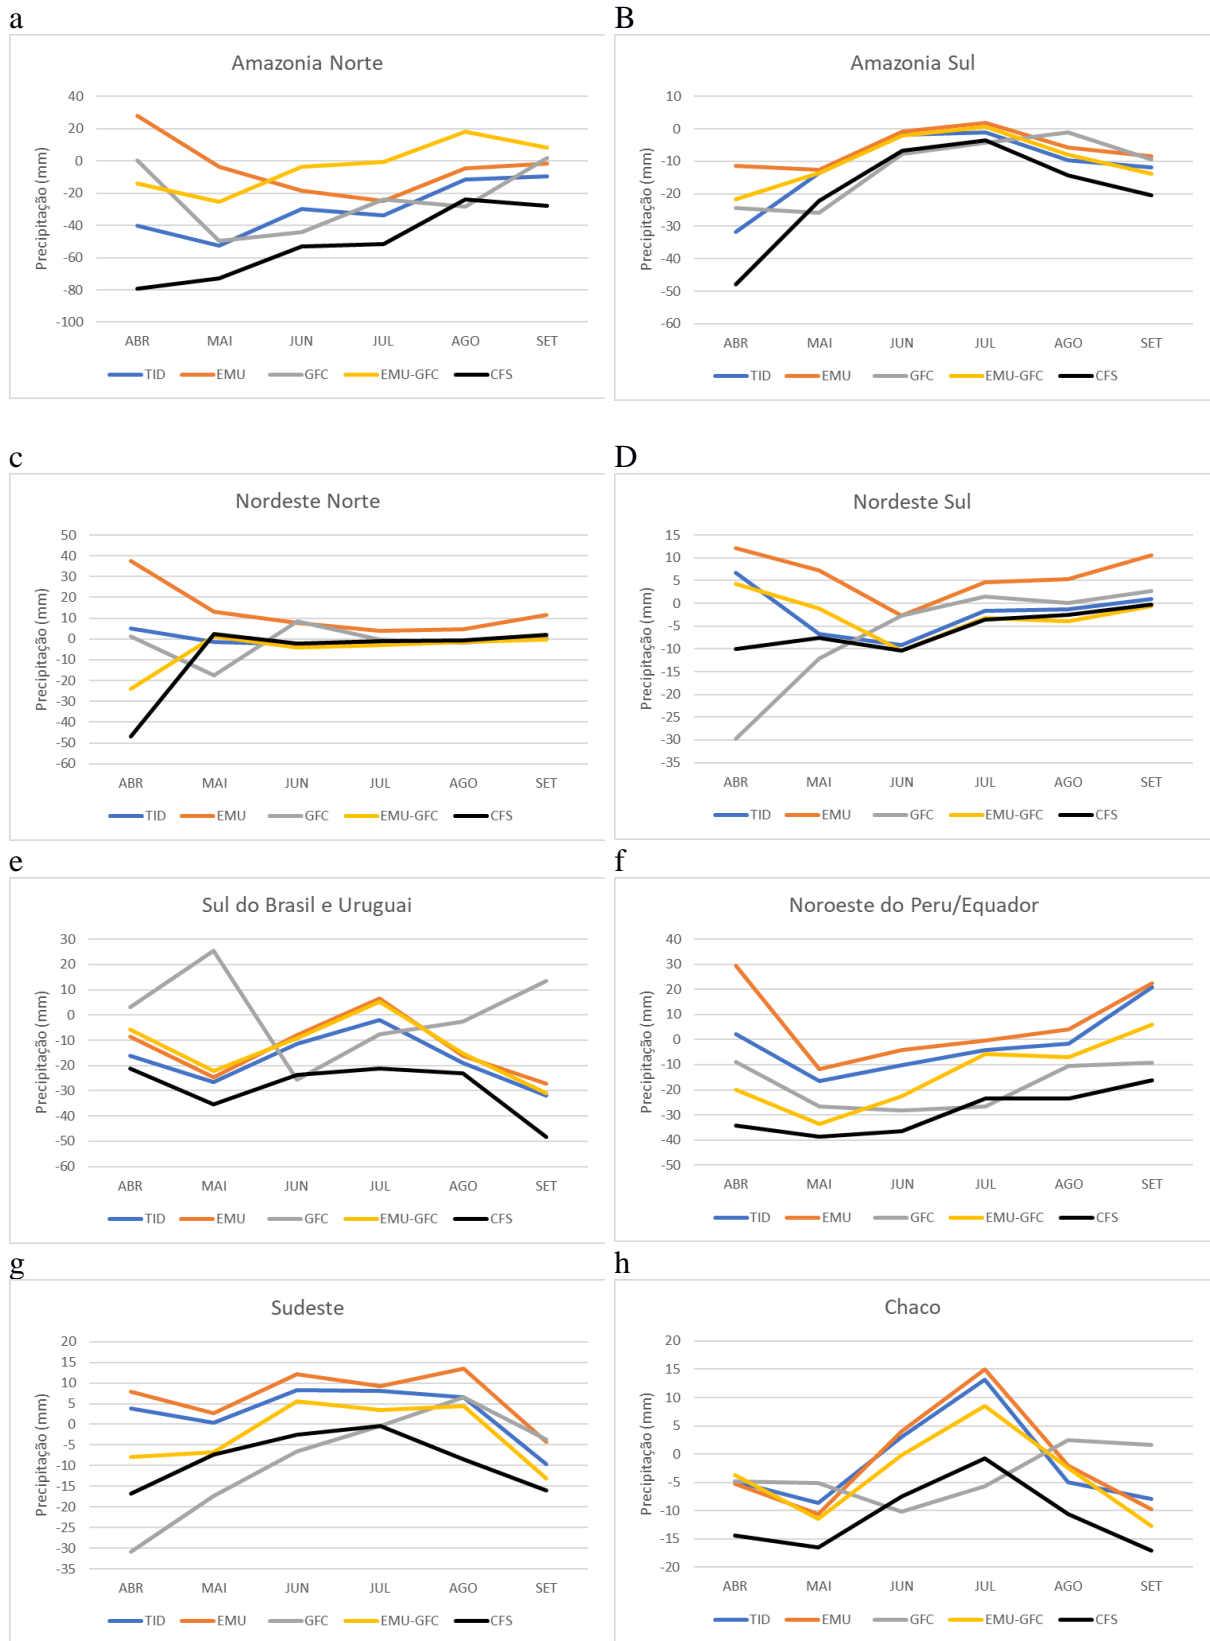 a
Amazonia Norte
Precipitação (mm)
40
20
0
-20
-40
-60
-80
-100
ABR MAI JUN JUL AGO SET
TID EMU GFC EMU-GFC CFS
B
Amazonia Sul
Precipitação (mm)
10
0
-10
-20
-30
-40
-50
-60
ABR MAI JUN JUL AGO SET
TID EMU GFC EMU-GFC CFS
c
Nordeste Norte
Precipitação (mm)
50
40
30
20
10
0
-10
-20
-30
-40
-50
-60
ABR MAI JUN JUL AGO SET
TID EMU GFC EMU-GFC CFS
D
Nordeste Sul
Precipitação (mm)
15
10
5
0
-5
-10
-15
-20
-25
-30
-35
ABR MAI JUN JUL AGO SET
TID EMU GFC EMU-GFC CFS
e
Sul do Brasil e Uruguai
Precipitação (mm)
30
20
10
0
-10
-20
-30
-40
-50
-60
ABR MAI JUN JUL AGO SET
TID EMU GFC EMU-GFC CFS
f
Noroeste do Peru/Equador
Precipitação (mm)
40
30
20
10
0
-10
-20
-30
-40
-50
ABR MAI JUN JUL AGO SET
TID EMU GFC EMU-GFC CFS
g
Sudeste
Precipitação (mm)
20
15
10
5
0
-5
-10
-15
-20
-25
-30
-35
ABR MAI JUN JUL AGO SET
TID EMU GFC EMU-GFC CFS
h
Chaco
Precipitação (mm)
20
15
10
5
0
-5
-10
-15
-20
ABR MAI JUN JUL AGO SET
TID EMU GFC EMU-GFC CFS